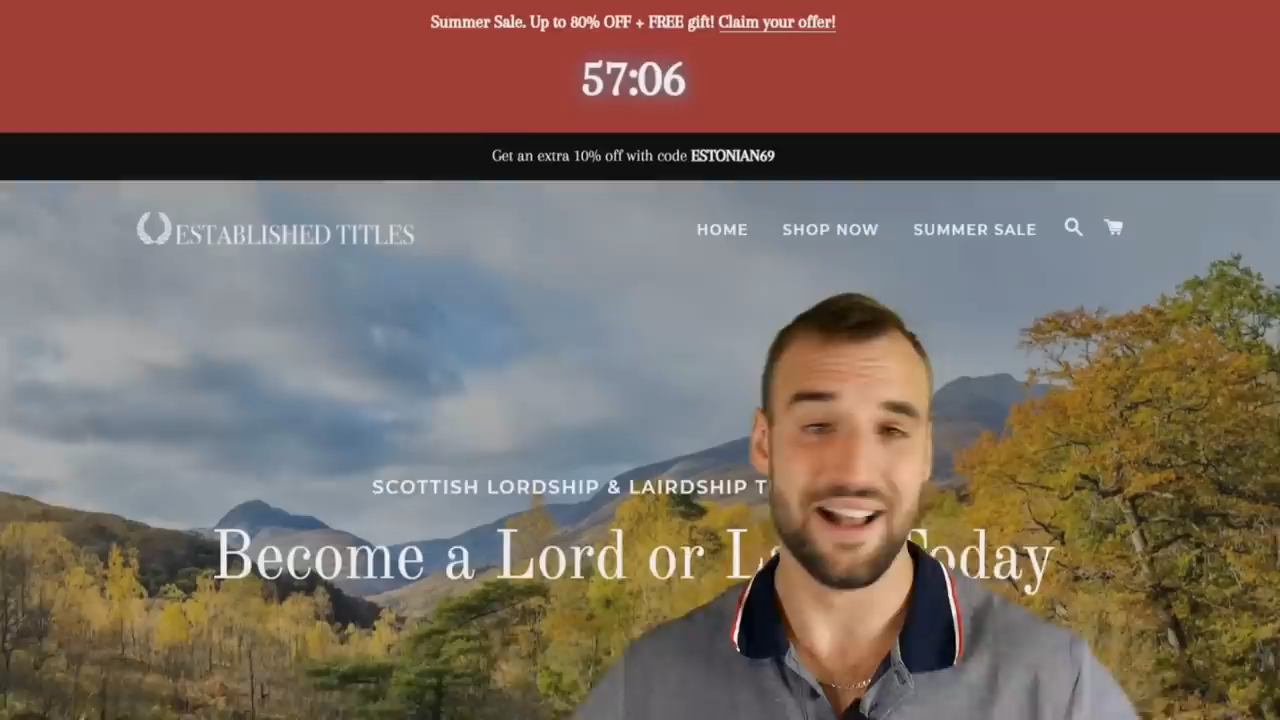 Summer Sale. Up to 80% OFF + FREE gift! Claim your offer!
57:06
Get an extra 10% off with code ESTONIAN69
ESTABLISHED TITLES
HOME SHOP NOW SUMMER SALE
SCOTTISH LORDSHIP & LAIRDSHIP
Become a Lord or Today